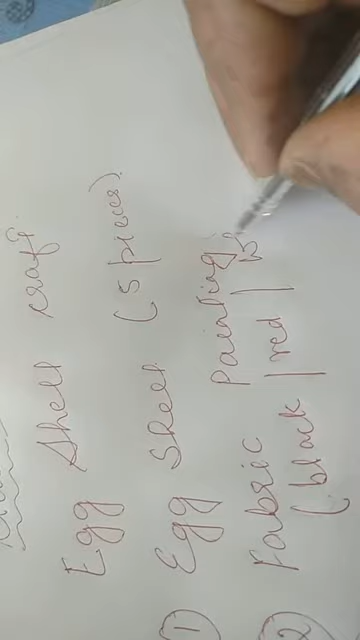 Egg Shell craft
1) Egg Shell (5 pieces).
2) Fabric painting
(black / red /